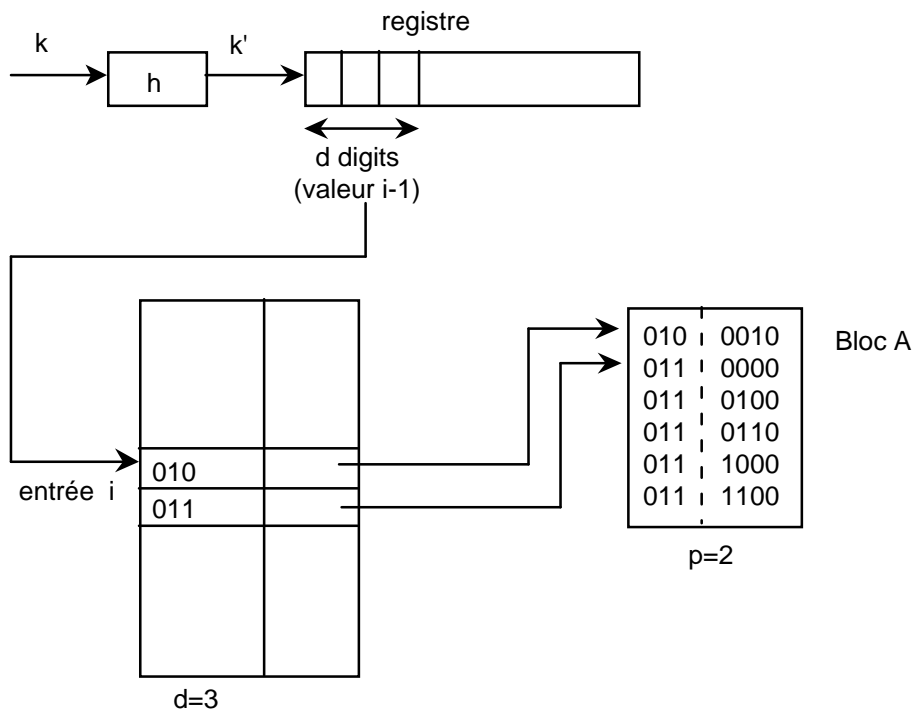 registre
k
k'
h
d digits
(valeur i-1)
010 0010
011 0000
011 0100
011 0110
011 1000
011 1100
Bloc A
p=2
010
entrée i
011
d=3